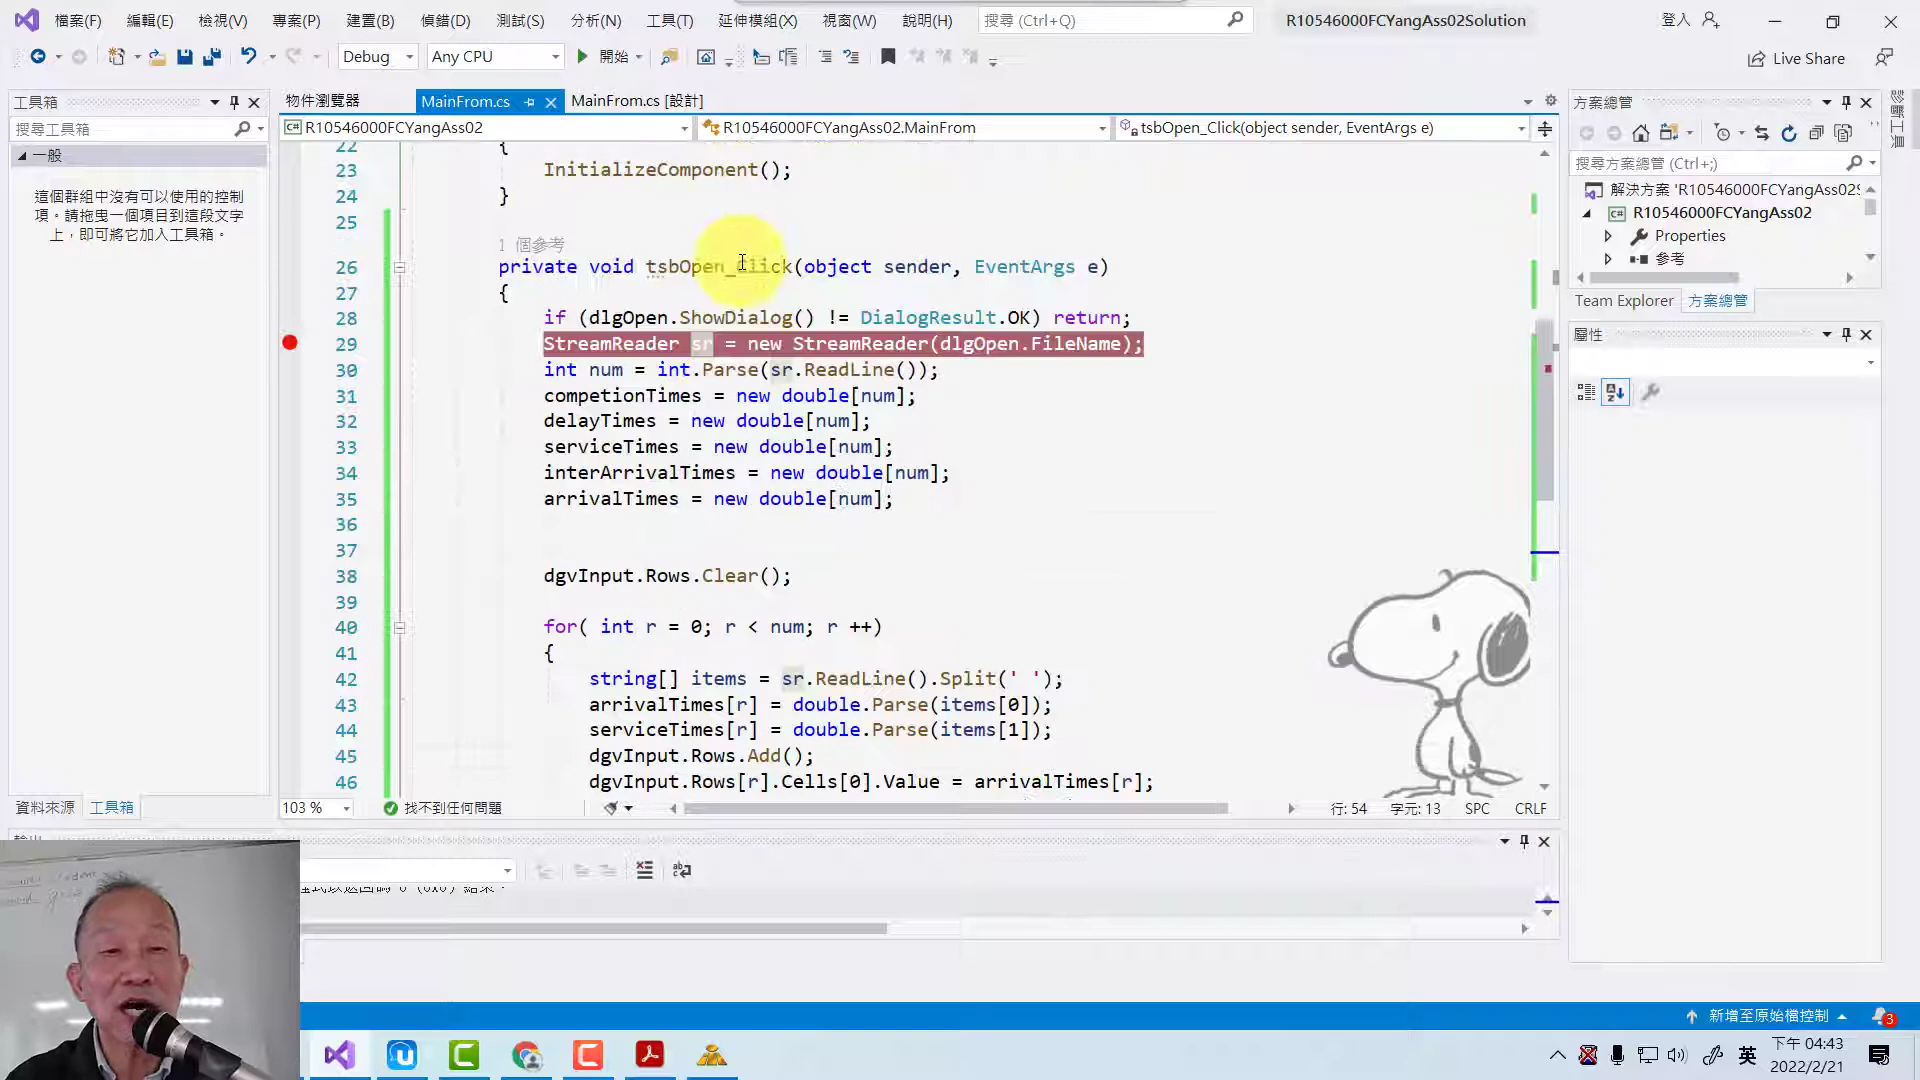 檔案(F) 編輯(E) 檢視(V) 專案(P) 建置(B) 偵錯(D) 測試(S) 分析(N) 工具(T) 延伸模組(X) 視窗(W) 說明(H) 搜尋 (Ctrl+Q) R10546000FCYangAss02Solution 登入
Debug Any CPU 開始 Live Share
工具箱
搜尋工具箱
一般
這個群組中沒有可以使用的控制
項。請拖曳一個項目到這段文字
上，即可將它加入工具箱。
資料來源 工具箱
物件瀏覽器 MainFrom.cs MainFrom.cs [設計]
R10546000FCYangAss02 R10546000FCYangAss02.MainFrom tsbOpen_Click(object sender, EventArgs e)
22 {
23 InitializeComponent();
24 }
25
1 個參考
26 private void tsbOpen_Click(object sender, EventArgs e)
27 {
28 if (dlgOpen.ShowDialog() != DialogResult.OK) return;
29 StreamReader sr = new StreamReader(dlgOpen.FileName);
30 int num = int.Parse(sr.ReadLine());
31 competionTimes = new double[num];
32 delayTimes = new double[num];
33 serviceTimes = new double[num];
34 interArrivalTimes = new double[num];
35 arrivalTimes = new double[num];
36
37
38 dgvInput.Rows.Clear();
39
40 for( int r = 0; r < num; r ++)
41 {
42 string[] items = sr.ReadLine().Split(' ');
43 arrivalTimes[r] = double.Parse(items[0]);
44 serviceTimes[r] = double.Parse(items[1]);
45 dgvInput.Rows.Add();
46 dgvInput.Rows[r].Cells[0].Value = arrivalTimes[r];
103 % 找不到任何問題 行: 54 字元: 13 SPC CRLF
方案總管
搜尋方案總管 (Ctrl+;)
解決方案 'R10546000FCYangAss02S
R10546000FCYangAss02
Properties
參考
Team Explorer 方案總管
屬性
新增至原始檔控制 3
英 下午 04:43
2022/2/21